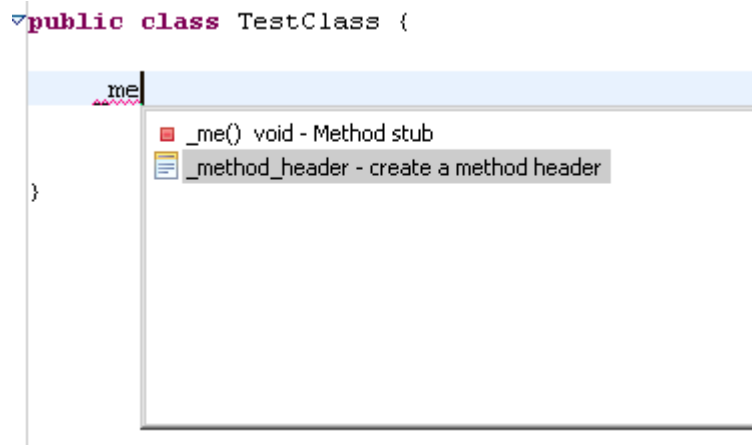 public class TestClass {
_me
_me() void - Method stub
_method_header - create a method header
}